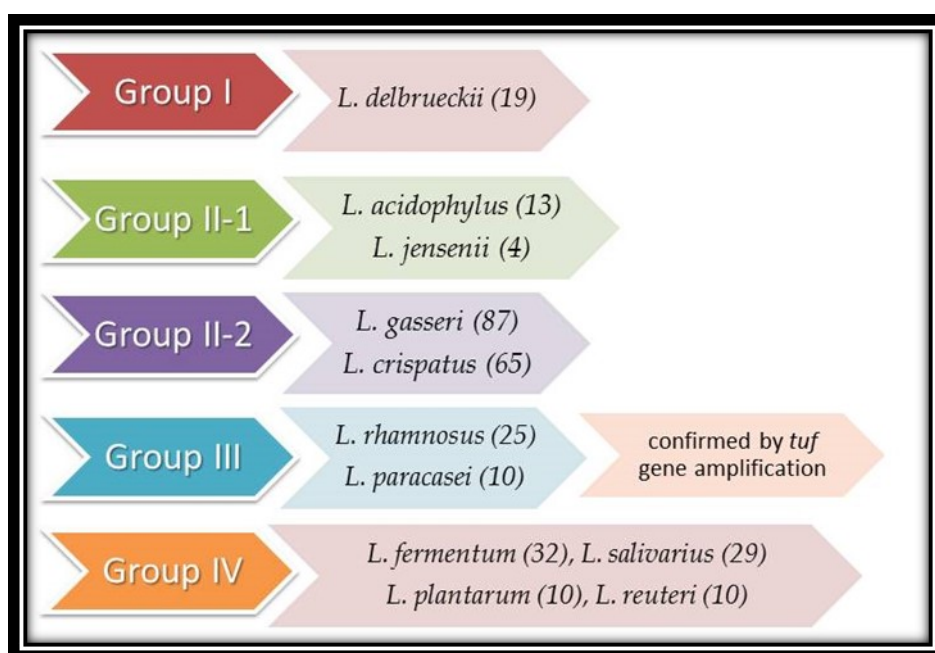 Group I
L. delbrueckii (19)
Group II-1
L. acidophylus (13)
L. jensenii (4)
Group II-2
L. gasseri (87)
L. crispatus (65)
Group III
L. rhamnosus (25)
L. paracasei (10)
confirmed by tuf
gene amplification
Group IV
L. fermentum (32), L. salivarius (29)
L. plantarum (10), L. reuteri (10)